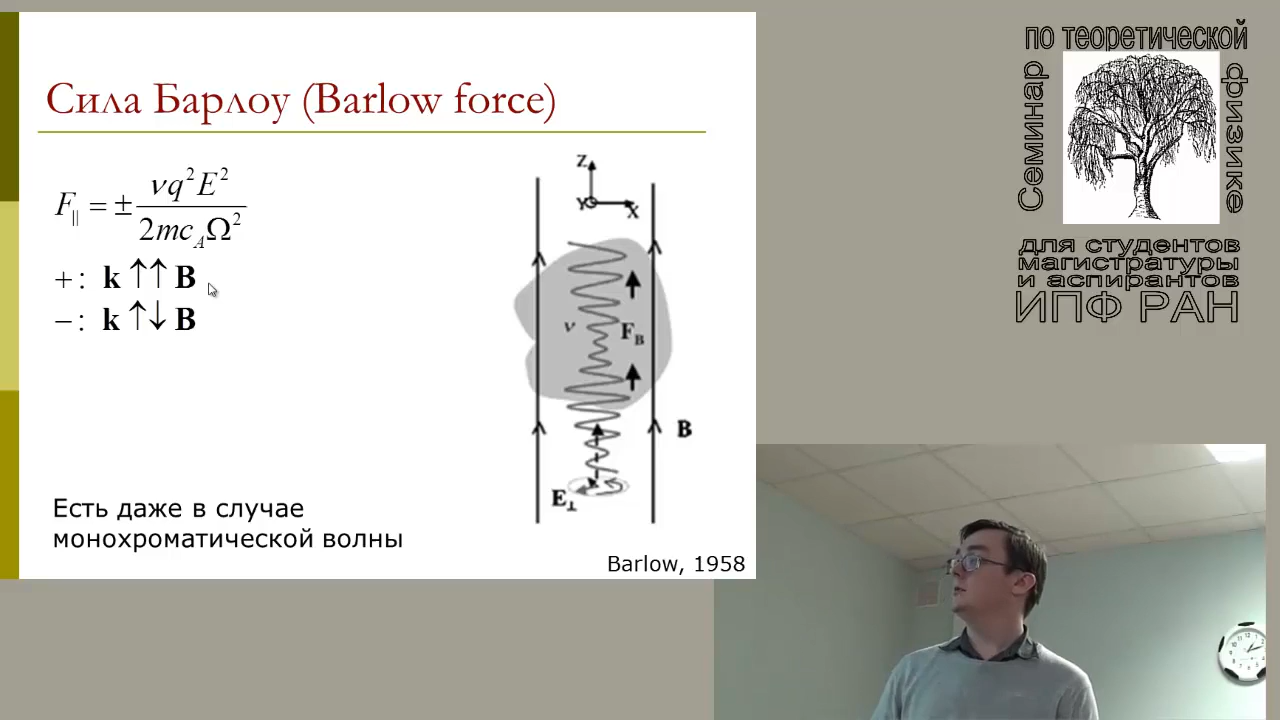 Сила Барлоу (Barlow force)
F|| = ± νq²E² / 2mc_AΩ²
+: k ↑↑ B
−: k ↑↓ B
Есть даже в случае
монохроматической волны
Z
Y
X
ν
F_B
B
E⊥
Barlow, 1958
Семинар
по теоретической
физике
для студентов
магистратуры
и аспирантов
ИПФ РАН